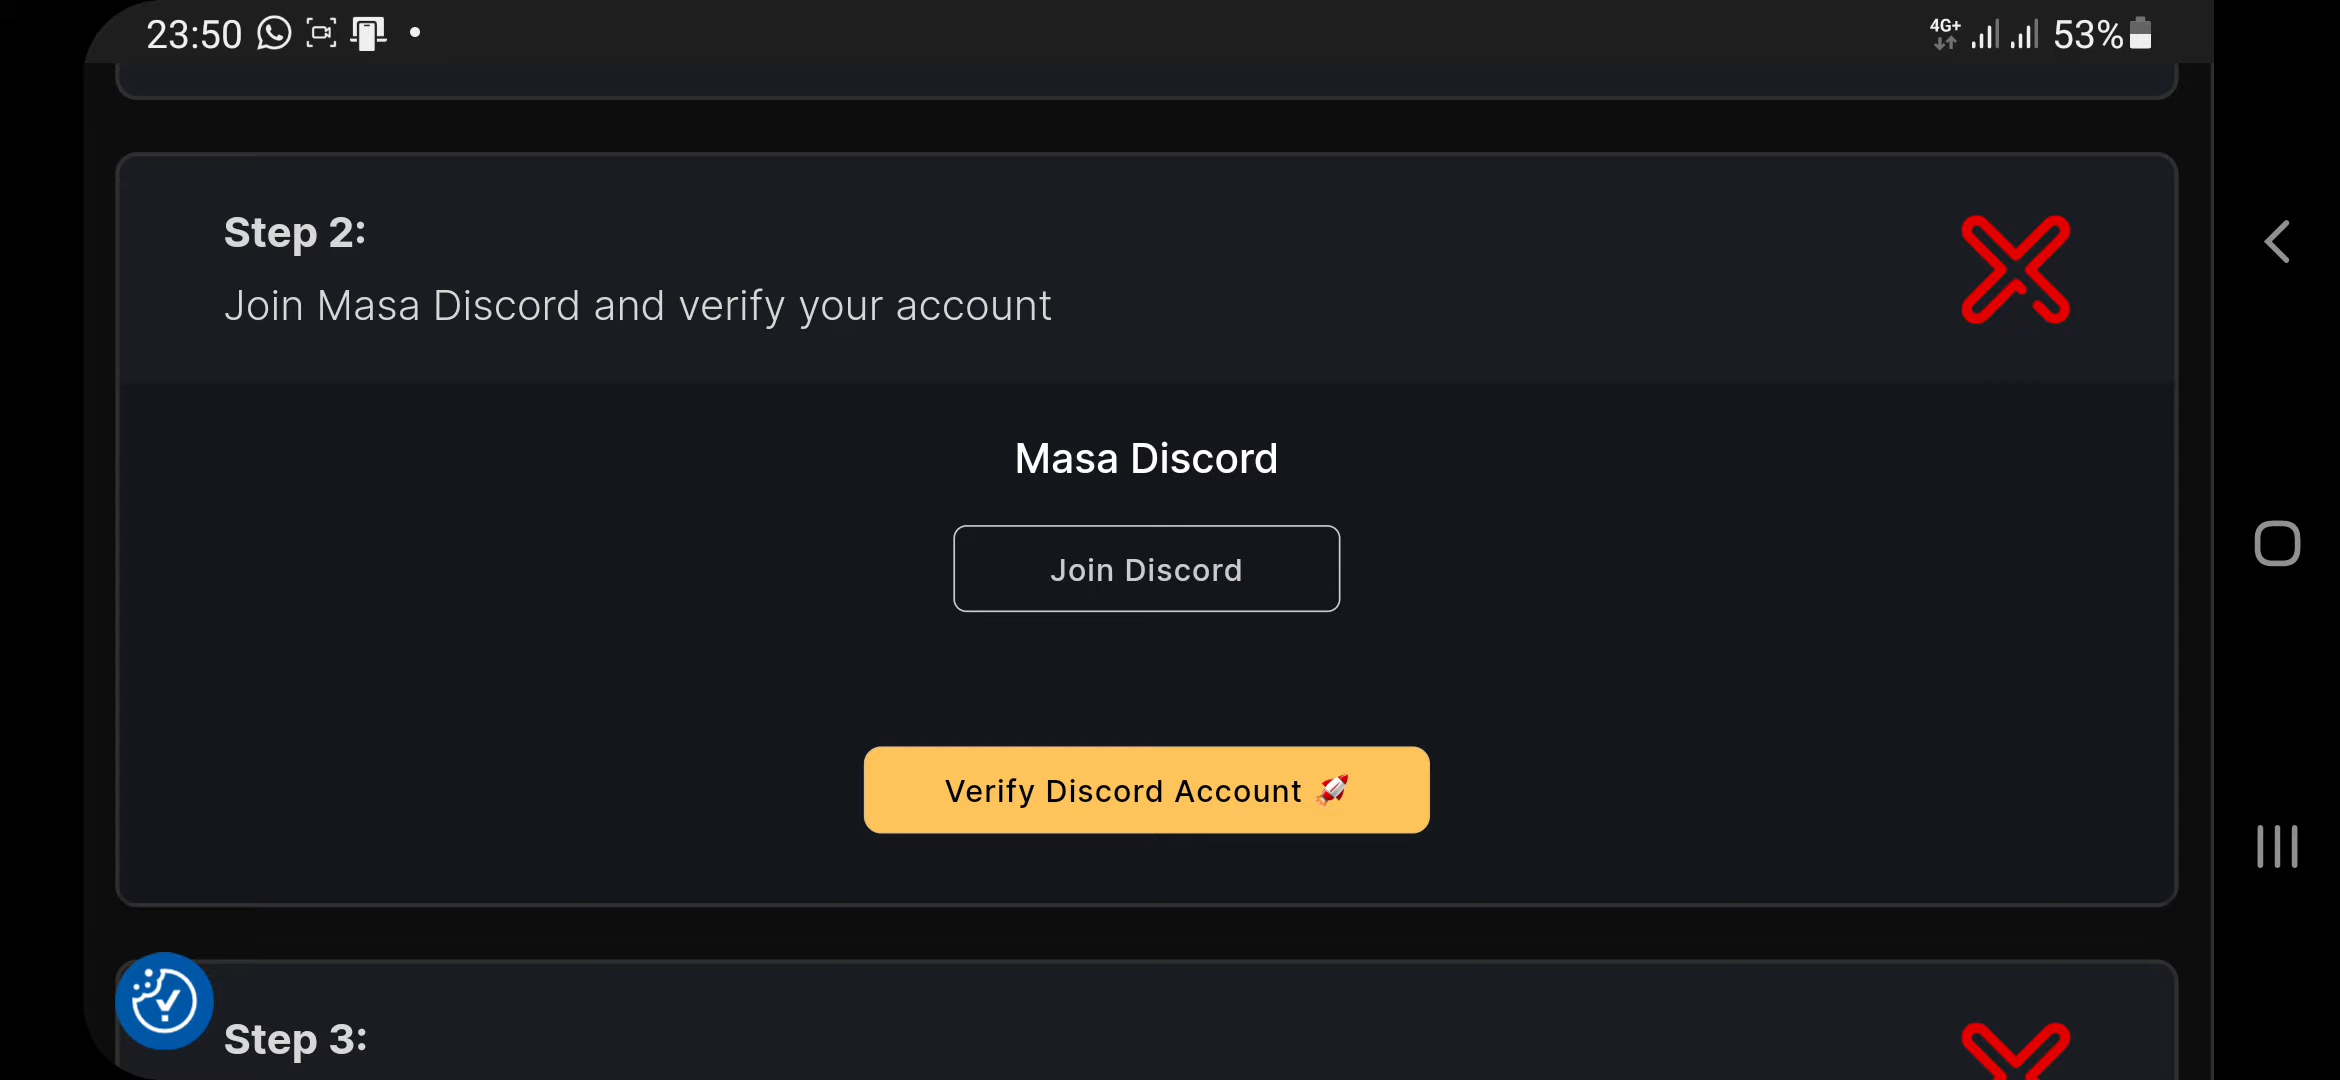 23:50
4G+
53%
Step 2:
Join Masa Discord and verify your account
Masa Discord
Join Discord
Verify Discord Account 🚀
Step 3: